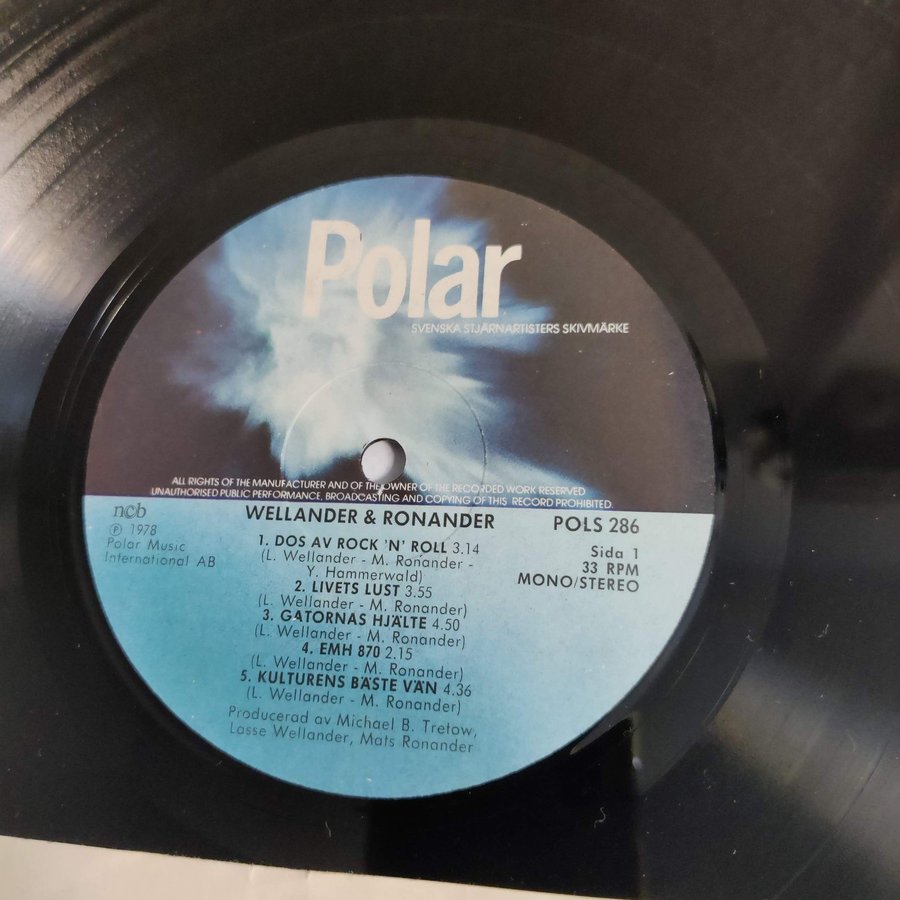 Polar
SVENSKA STJÄRNARTISTERS SKIVMÄRKE
ALL RIGHTS OF THE MANUFACTURER AND OF THE OWNER OF THE RECORDED WORK RESERVED
UNAUTHORISED PUBLIC PERFORMANCE, BROADCASTING AND COPYING OF THIS RECORD PROHIBITED.
ncb
℗ 1978
Polar Music
International AB
WELLANDER & RONANDER
POLS 286
Sida 1
33 RPM
MONO/STEREO
1. DOS AV ROCK 'N' ROLL 3.14
(L. Wellander - M. Ronander -
Y. Hammerwald)
2. LIVETS LUST 3.55
(L. Wellander - M. Ronander)
3. GATORNAS HJÄLTE 4.50
(L. Wellander - M. Ronander)
4. EMH 870 2.15
(L. Wellander - M. Ronander)
5. KULTURENS BÄSTE VÄN 4.36
(L. Wellander - M. Ronander)
Producerad av Michael B. Tretow,
Lasse Wellander, Mats Ronander